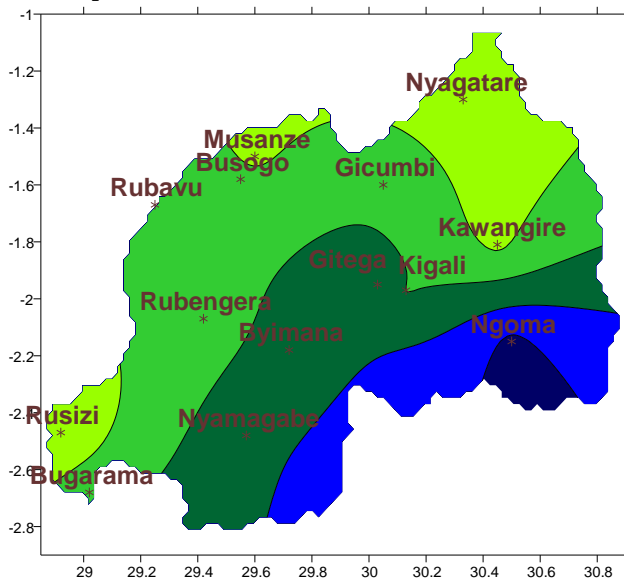 -1
Nyagatare
-1.2
-1.4
Musanze
Busogo
Gicumbi
-1.6
Rubavu
Kawangire
-1.8
Gitega
Kigali
-2
Rubengera
Ngoma
Byimana
-2.2
Rusizi
Nyamagabe
-2.4
Bugarama
-2.6
-2.8
29 29.2 29.4 29.6 29.8 30 30.2 30.4 30.6 30.8